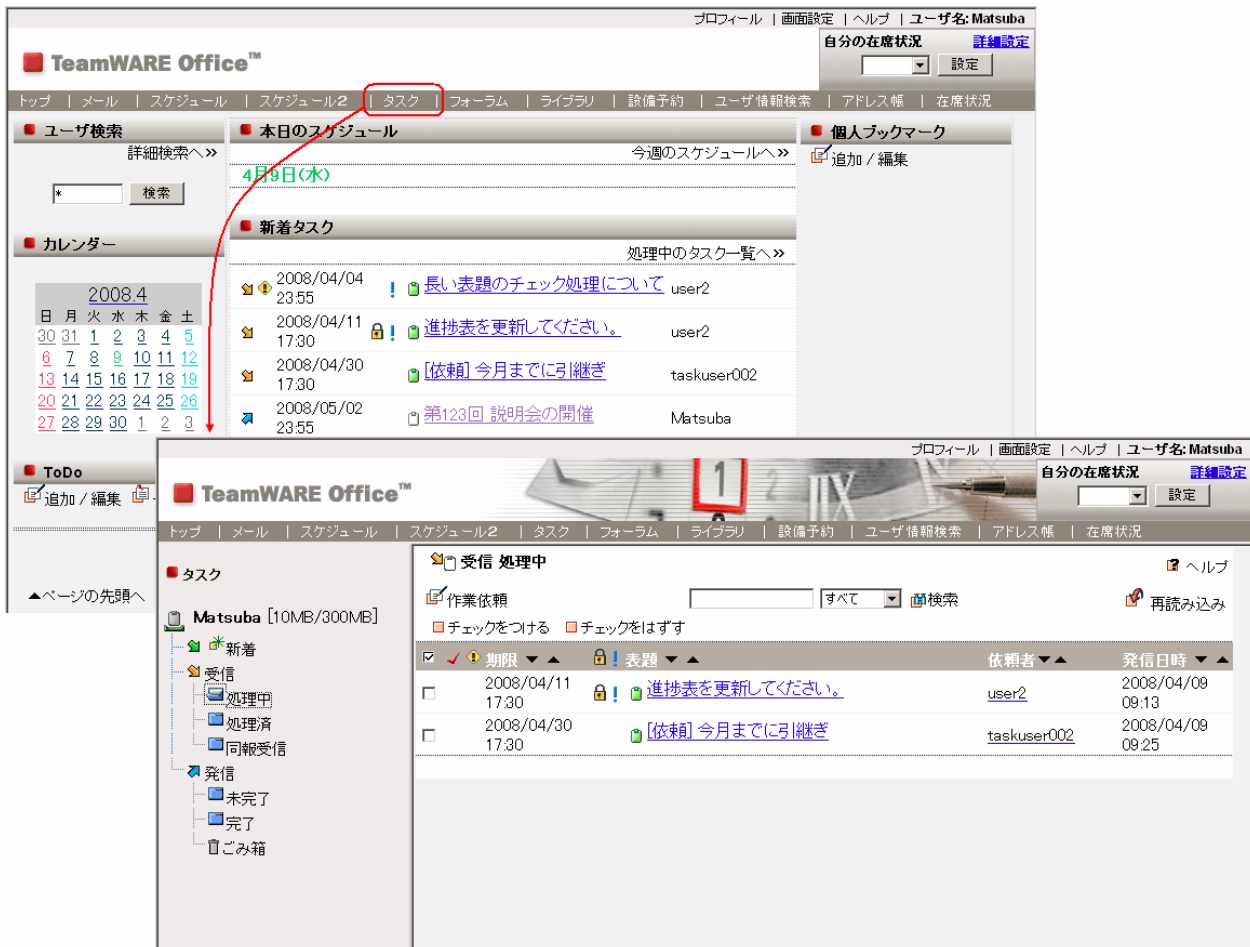 プロフィール | 画面設定 | ヘルプ | ユーザ名: Matsuba
TeamWARE Office™
自分の在席状況 詳細設定
設定
トップ | メール | スケジュール | スケジュール2 | タスク | フォーラム | ライブラリ | 設備予約 | ユーザ情報検索 | アドレス帳 | 在席状況
ユーザ検索
詳細検索へ»
* 検索
カレンダー
2008.4
日 月 火 水 木 金 土
30 31 1 2 3 4 5
6 7 8 9 10 11 12
13 14 15 16 17 18 19
20 21 22 23 24 25 26
27 28 29 30 1 2 3
ToDo
追加 / 編集
▲ページの先頭へ
本日のスケジュール
今週のスケジュールへ»
4月9日(水)
新着タスク
処理中のタスク一覧へ»
2008/04/04 23:55 ! 長い表題のチェック処理について user2
2008/04/11 17:30 ! 進捗表を更新してください。 user2
2008/04/30 17:30 [依頼] 今月までに引継ぎ taskuser002
2008/05/02 23:55 第123回 説明会の開催 Matsuba
個人ブックマーク
追加 / 編集
プロフィール | 画面設定 | ヘルプ | ユーザ名: Matsuba
TeamWARE Office™
1 2 IX
自分の在席状況 詳細設定
設定
トップ | メール | スケジュール | スケジュール2 | タスク | フォーラム | ライブラリ | 設備予約 | ユーザ情報検索 | アドレス帳 | 在席状況
タスク
Matsuba [10MB/300MB]
新着
受信
処理中
処理済
同報受信
発信
未完了
完了
ごみ箱
受信 処理中
ヘルプ
作業依頼 すべて 検索 再読み込み
チェックをつける チェックをはずす
期限 ▼ ▲ ! 表題 ▼ ▲ 依頼者▼▲ 発信日時 ▼ ▲
2008/04/11 17:30 ! 進捗表を更新してください。 user2 2008/04/09 09:13
2008/04/30 17:30 [依頼] 今月までに引継ぎ taskuser002 2008/04/09 09:25